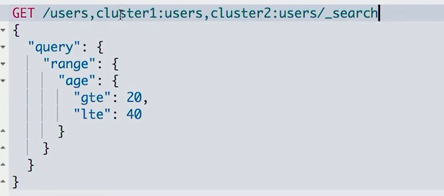 GET /users,cluster1:users,cluster2:users/_search
{
  "query": {
    "range": {
      "age": {
        "gte": 20,
        "lte": 40
      }
    }
  }
}